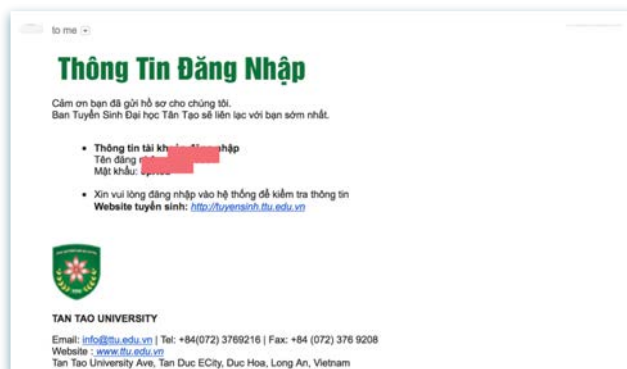 to me
Thông Tin Đăng Nhập
Cảm ơn bạn đã gửi hồ sơ cho chúng tôi.
Ban Tuyển Sinh Đại học Tân Tạo sẽ liên lạc với bạn sớm nhất.
Thông tin tài
Tên đăng
Mật khẩu:
Xin vui lòng đăng nhập vào hệ thống để kiểm tra thông tin
Website tuyển sinh: http://tuyensinh.ttu.edu.vn
TAN TAO UNIVERSITY
Email: info@ttu.edu.vn | Tel: +84(072) 3769216 | Fax: +84 (072) 376 9208
Website : www.ttu.edu.vn
Tan Tao University Ave, Tan Duc ECity, Duc Hoa, Long An, Vietnam